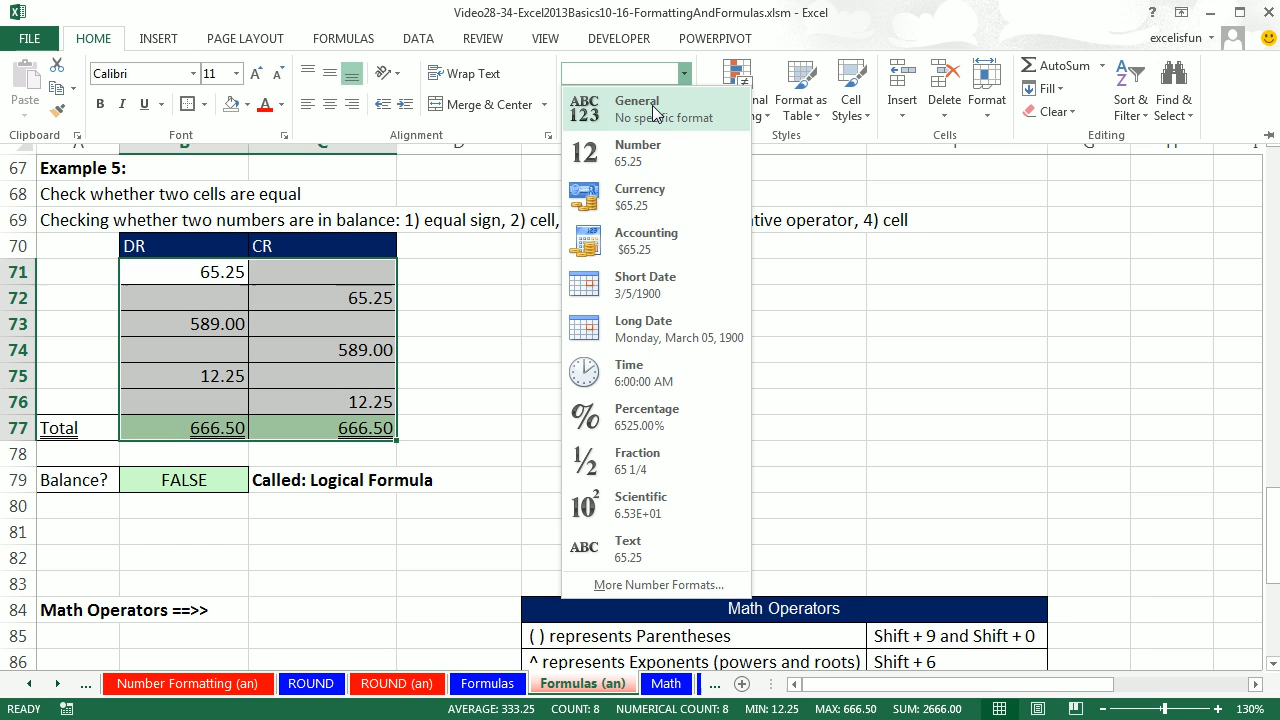 Video28-34-Excel2013Basics10-16-FormattingAndFormulas.xlsm - Excel
FILE HOME INSERT PAGE LAYOUT FORMULAS DATA REVIEW VIEW DEVELOPER POWERPIVOT excelisfun
Paste
Calibri 11
B I U A
Wrap Text
Merge & Center
Format as Table
Cell Styles
Insert
Delete
Format
AutoSum
Fill
Clear
Sort & Filter
Find & Select
Clipboard Font Alignment Styles Cells Editing
ABC 123 General
No specific format
12 Number
65.25
Currency
$65.25
Accounting
$65.25
Short Date
3/5/1900
Long Date
Monday, March 05, 1900
Time
6:00:00 AM
% Percentage
6525.00%
½ Fraction
65 1/4
10² Scientific
6.53E+01
ABC Text
65.25
More Number Formats...
67 Example 5:
68 Check whether two cells are equal
69 Checking whether two numbers are in balance: 1) equal sign, 2) cell, ative operator, 4) cell
70 DR CR
71 65.25
72 65.25
73 589.00
74 589.00
75 12.25
76 12.25
77 Total 666.50 666.50
78
79 Balance? FALSE Called: Logical Formula
80
81
82
83
84 Math Operators ==>> Math Operators
85 ( ) represents Parentheses Shift + 9 and Shift + 0
86 ^ represents Exponents (powers and roots) Shift + 6
... Number Formatting (an) ROUND ROUND (an) Formulas Formulas (an) Math ...
READY AVERAGE: 333.25 COUNT: 8 NUMERICAL COUNT: 8 MIN: 12.25 MAX: 666.50 SUM: 2666.00 130%